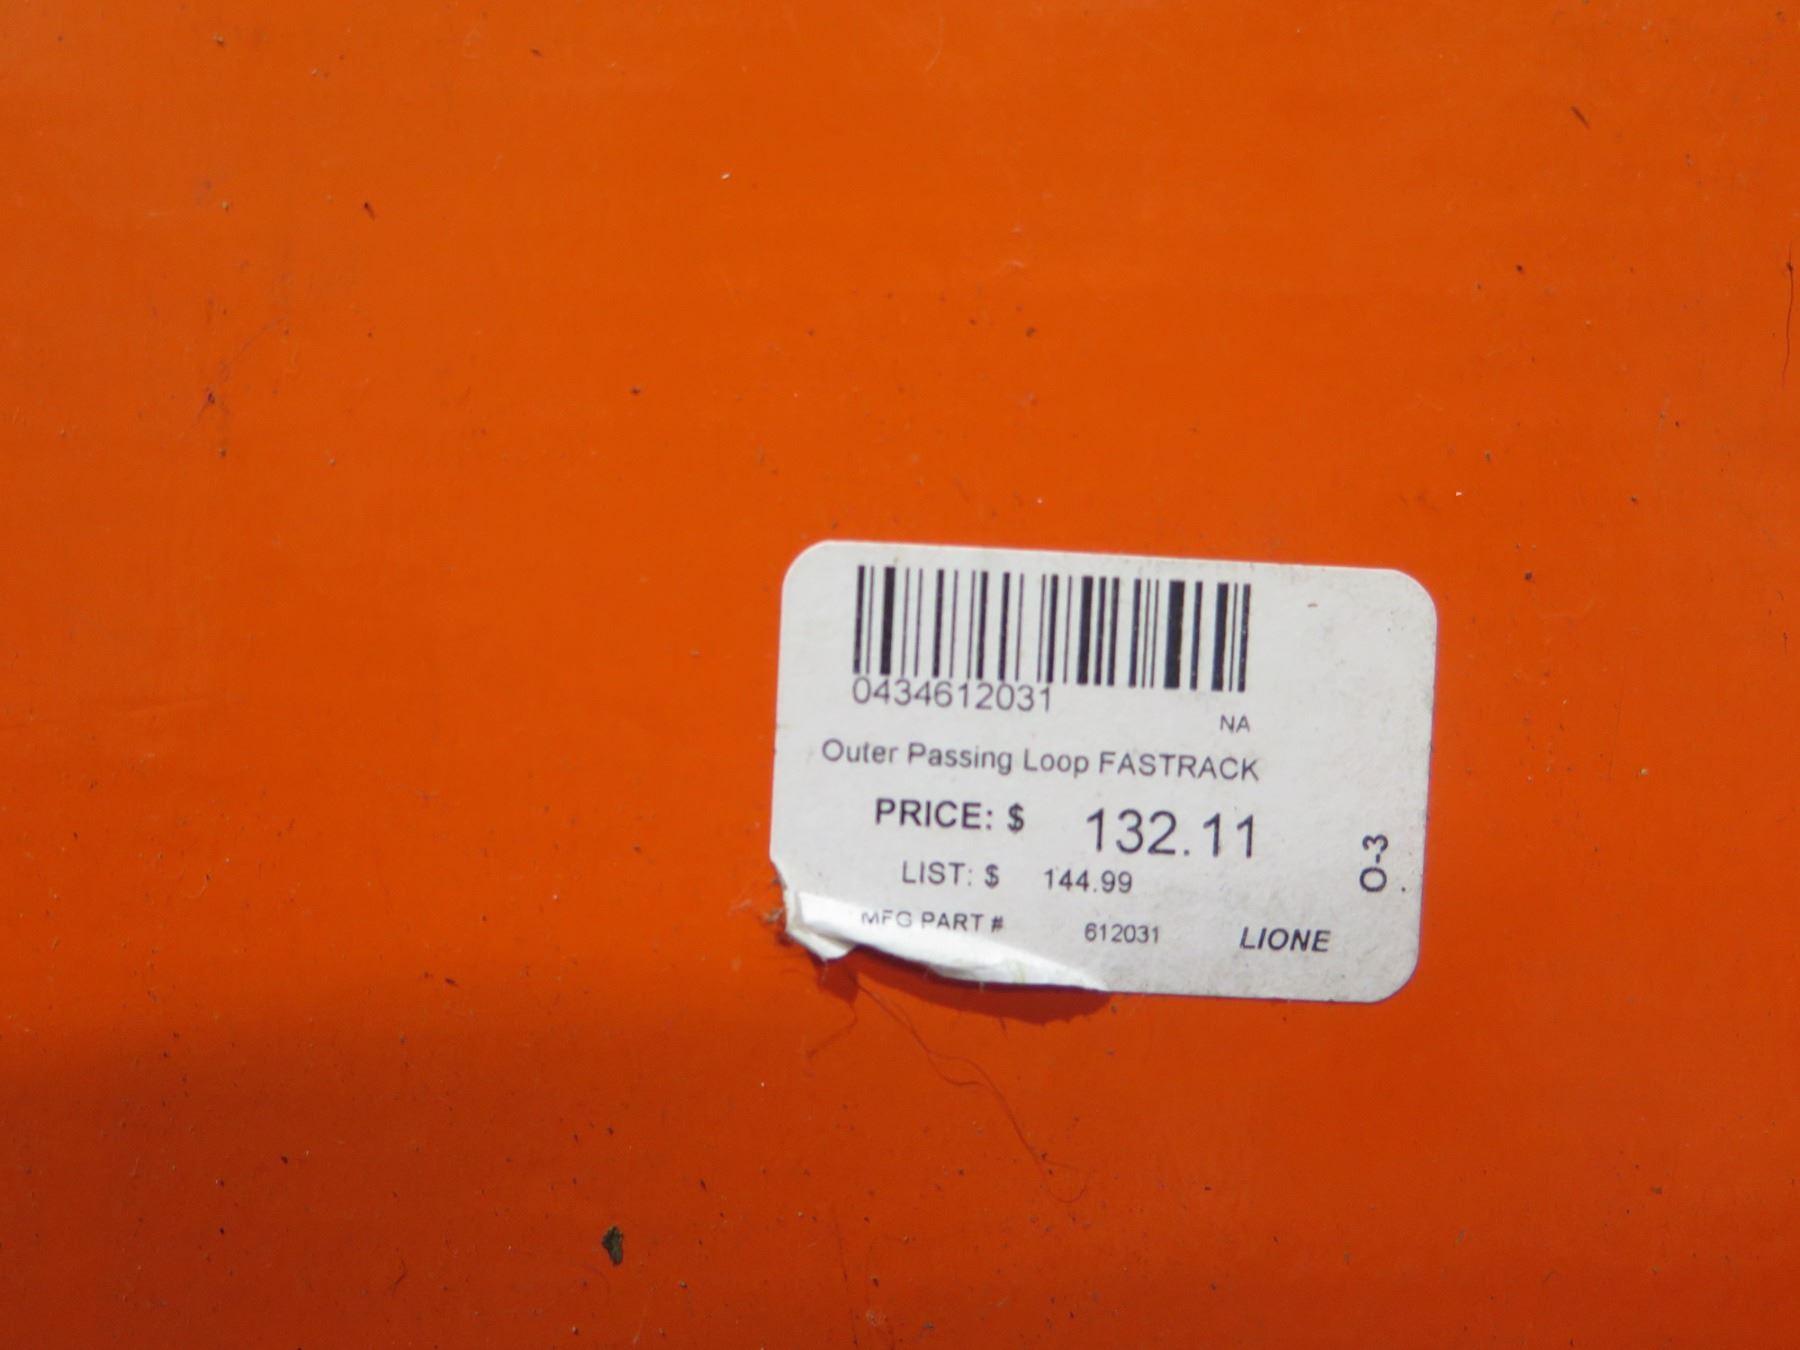 0434612031
NA
Outer Passing Loop FASTRACK
PRICE: $ 132.11
LIST: $ 144.99
MFG PART # 612031 LIONE
O-3